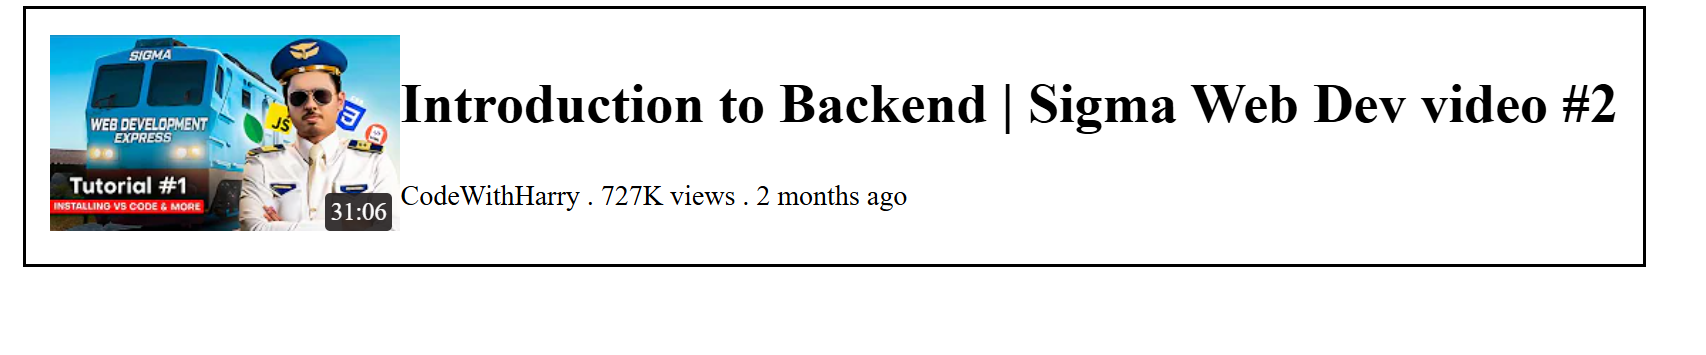 SIGMA
WEB DEVELOPMENT
EXPRESS
JS
Tutorial #1
INSTALLING VS CODE & MORE
31:06
Introduction to Backend | Sigma Web Dev video #2
CodeWithHarry . 727K views . 2 months ago